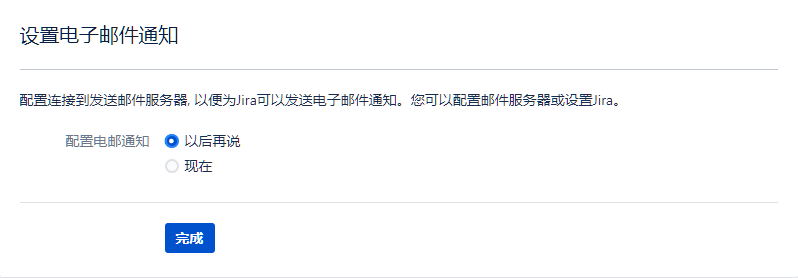 设置电子邮件通知
配置连接到发送邮件服务器, 以便为Jira可以发送电子邮件通知。您可以配置邮件服务器或设置Jira。
配置电邮通知 以后再说
现在
完成